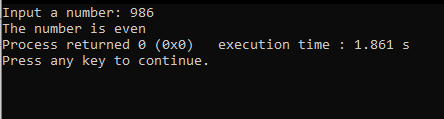 Input a number: 986
The number is even
Process returned 0 (0x0)   execution time : 1.861 s
Press any key to continue.